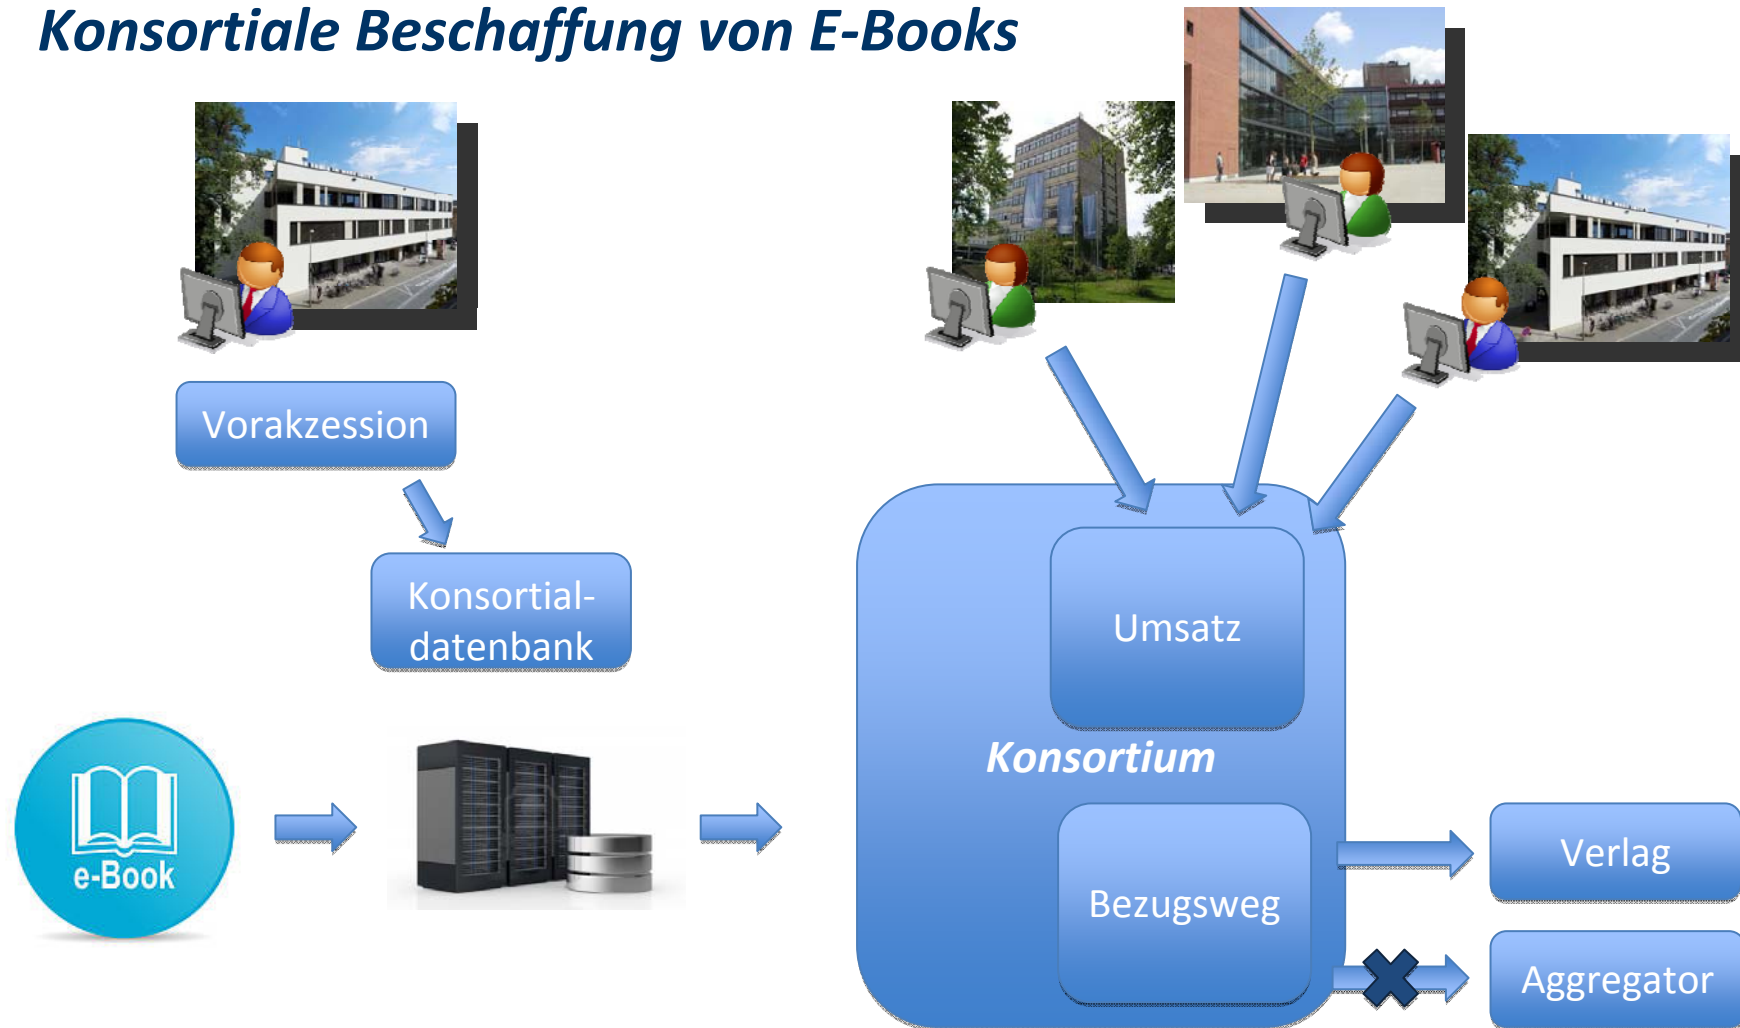 Konsortiale Beschaffung von E-Books
Vorakzession
Konsortial-
datenbank
e-Book
Umsatz
Konsortium
Bezugsweg
Verlag
Aggregator